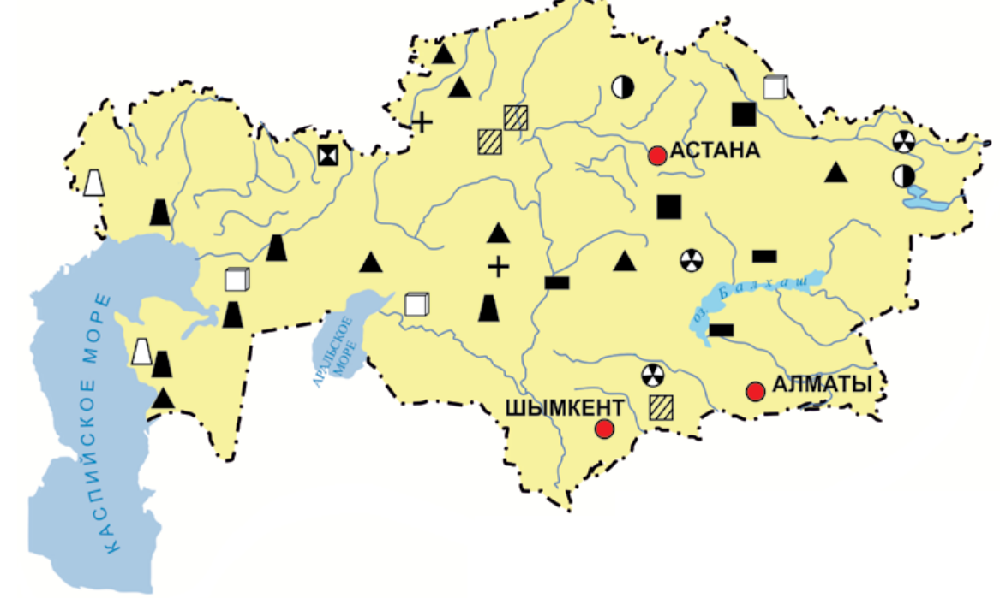 АСТАНА
оз. Балхаш
КАСПИЙСКОЕ МОРЕ
АРАЛЬСКОЕ
МОРЕ
АЛМАТЫ
ШЫМКЕНТ